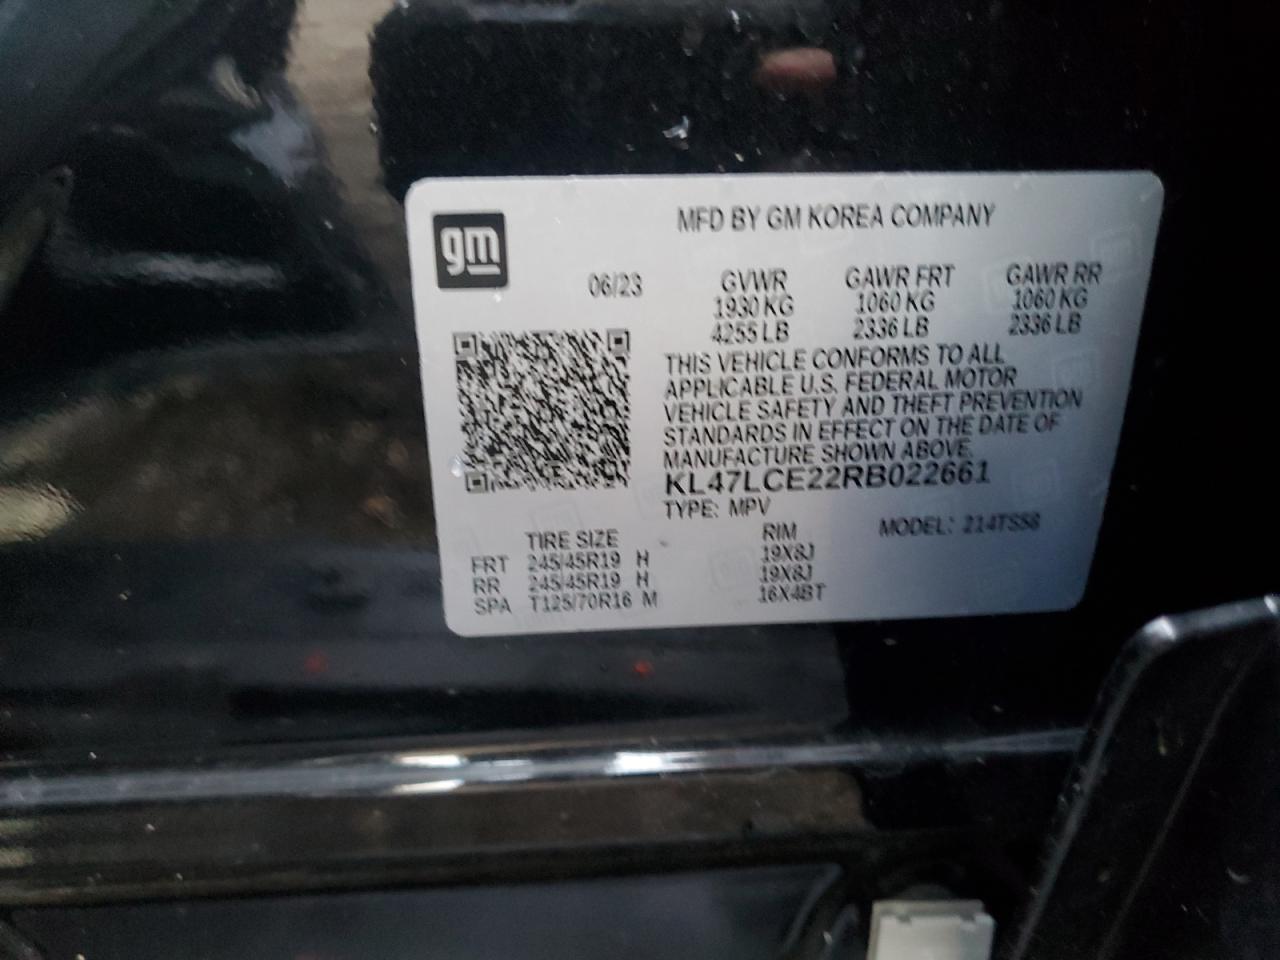 gm
MFD BY GM KOREA COMPANY
06/23 GVWR GAWR FRT GAWR RR
1930 KG 1060 KG 1060 KG
4255 LB 2336 LB 2336 LB
THIS VEHICLE CONFORMS TO ALL
APPLICABLE U.S. FEDERAL MOTOR
VEHICLE SAFETY AND THEFT PREVENTION
STANDARDS IN EFFECT ON THE DATE OF
MANUFACTURE SHOWN ABOVE.
KL47LCE22RB022661
TYPE: MPV
MODEL: 214TS58
TIRE SIZE RIM
FRT 245/45R19 H 19X8J
RR 245/45R19 H 19X8J
SPA T125/70R16 M 16X4BT